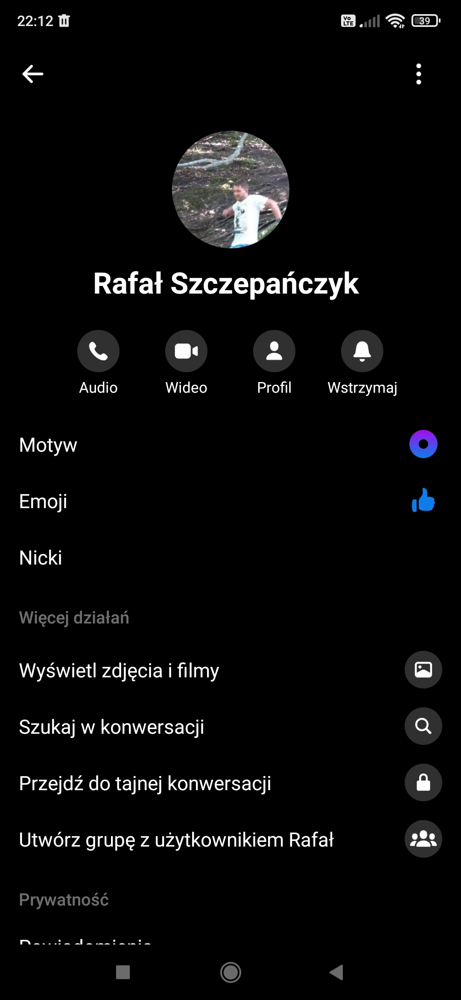 22:12
Vo
LTE
39
Rafał Szczepańczyk
Audio
Wideo
Profil
Wstrzymaj
Motyw
Emoji
Nicki
Więcej działań
Wyświetl zdjęcia i filmy
Szukaj w konwersacji
Przejdź do tajnej konwersacji
Utwórz grupę z użytkownikiem Rafał
Prywatność
Powiadomienia